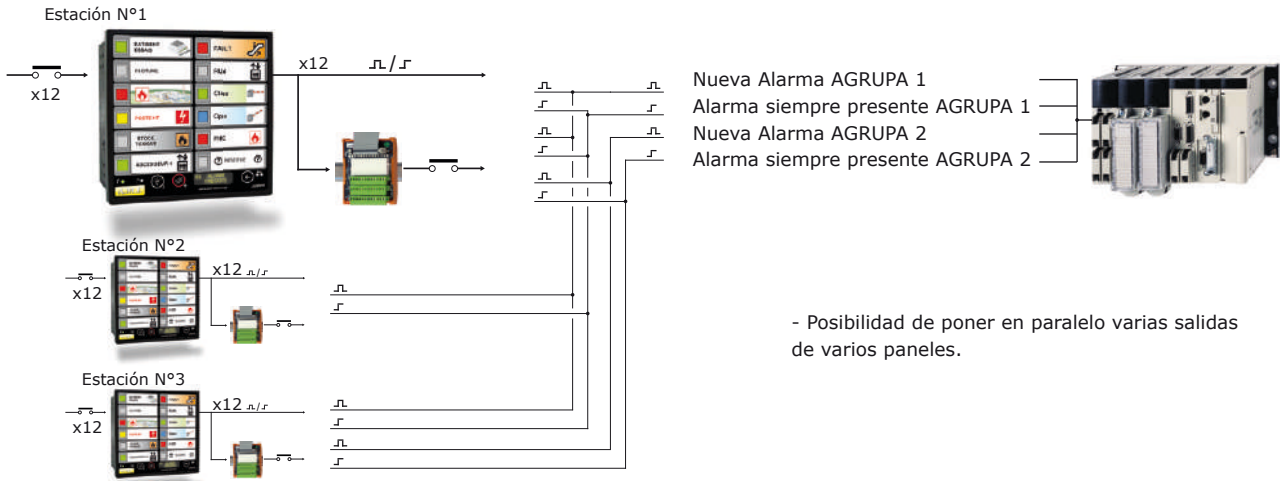 Estación N°1
x12
x12
FAULT
Nueva Alarma AGRUPA 1
Alarma siempre presente AGRUPA 1
Nueva Alarma AGRUPA 2
Alarma siempre presente AGRUPA 2
Estación N°2
x12
x12
- Posibilidad de poner en paralelo varias salidas
de varios paneles.
Estación N°3
x12
x12